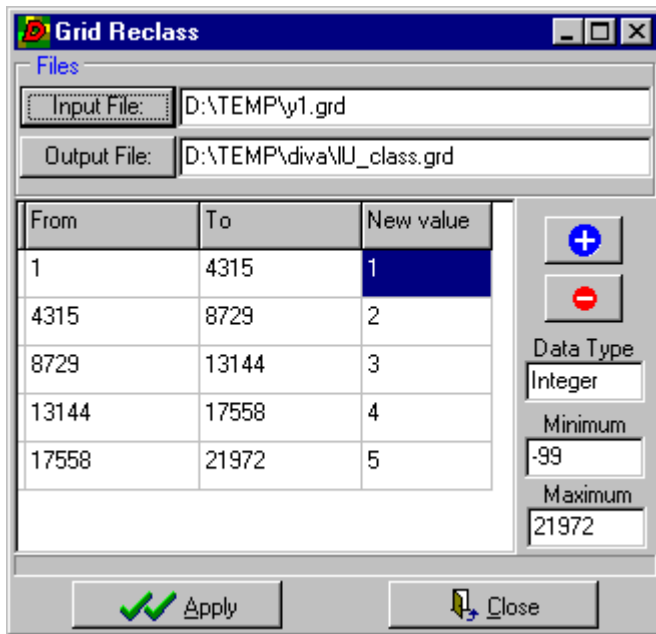 Grid Reclass
Files
Input File: D:\TEMP\y1.grd
Output File: D:\TEMP\diva\IU_class.grd
From To New value
1 4315 1
4315 8729 2
8729 13144 3
13144 17558 4
17558 21972 5
Data Type
Integer
Minimum
-99
Maximum
21972
Apply Close